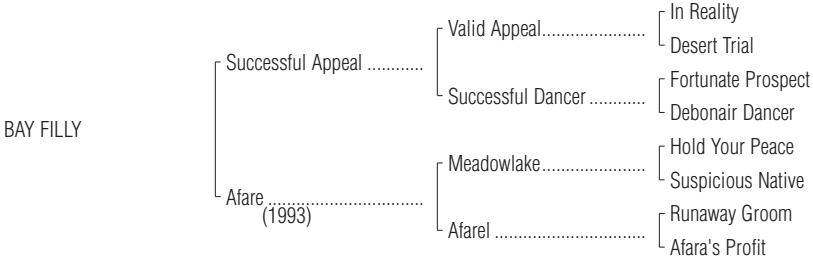 In Reality
Valid Appeal......................
Desert Trial
Successful Appeal ............
Fortunate Prospect
Successful Dancer ............
Debonair Dancer
BAY FILLY
Hold Your Peace
Meadowlake.......................
Suspicious Native
Afare .................................
(1993)
Runaway Groom
Afarel ................................
Afara's Profit